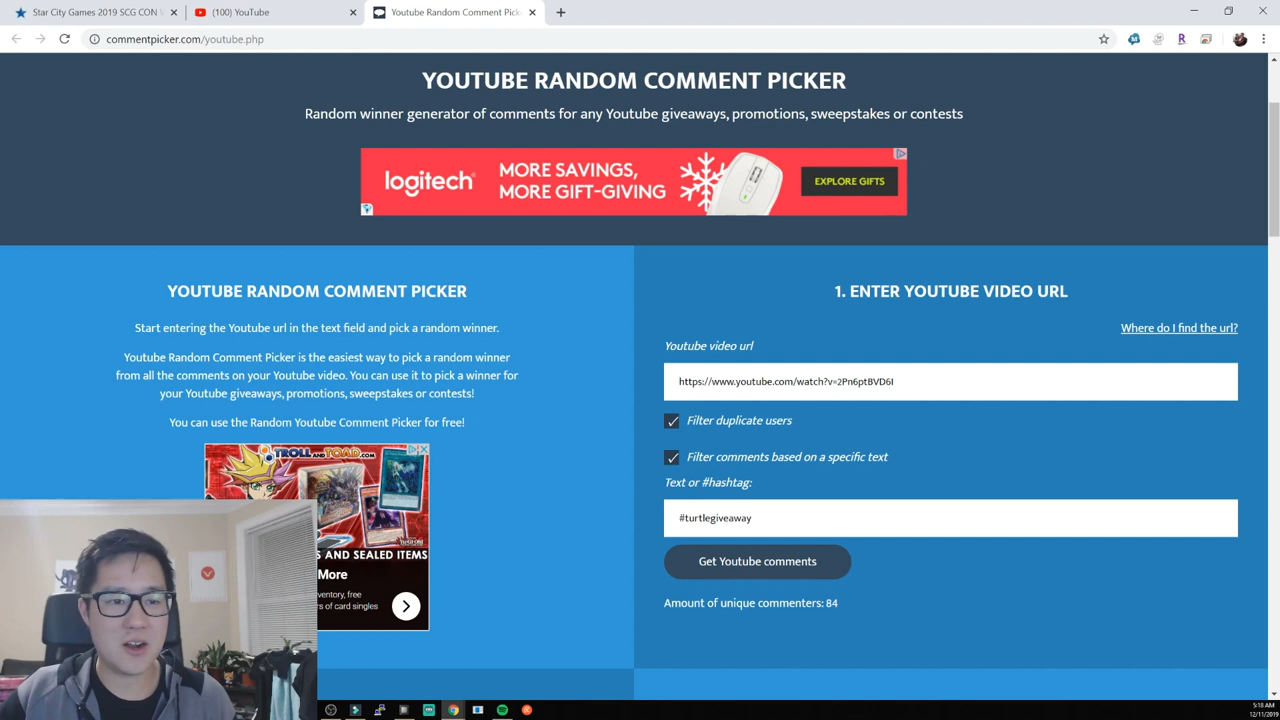 Star City Games 2019 SCG CON
(100) YouTube
Youtube Random Comment Pick
commentpicker.com/youtube.php
YOUTUBE RANDOM COMMENT PICKER
Random winner generator of comments for any Youtube giveaways, promotions, sweepstakes or contests
logitech
MORE SAVINGS,
MORE GIFT-GIVING
EXPLORE GIFTS
YOUTUBE RANDOM COMMENT PICKER
Start entering the Youtube url in the text field and pick a random winner.
Youtube Random Comment Picker is the easiest way to pick a random winner
from all the comments on your Youtube video. You can use it to pick a winner for
your Youtube giveaways, promotions, sweepstakes or contests!
You can use the Random Youtube Comment Picker for free!
TROLL AND TOAD.COM
S AND SEALED ITEMS
More
ventory, free
rs of card singles
1. ENTER YOUTUBE VIDEO URL
Where do I find the url?
Youtube video url
https://www.youtube.com/watch?v=2Pn6ptBVD6I
Filter duplicate users
Filter comments based on a specific text
Text or #hashtag:
#turtlegiveaway
Get Youtube comments
Amount of unique commenters: 84
5:18 AM
12/11/2019